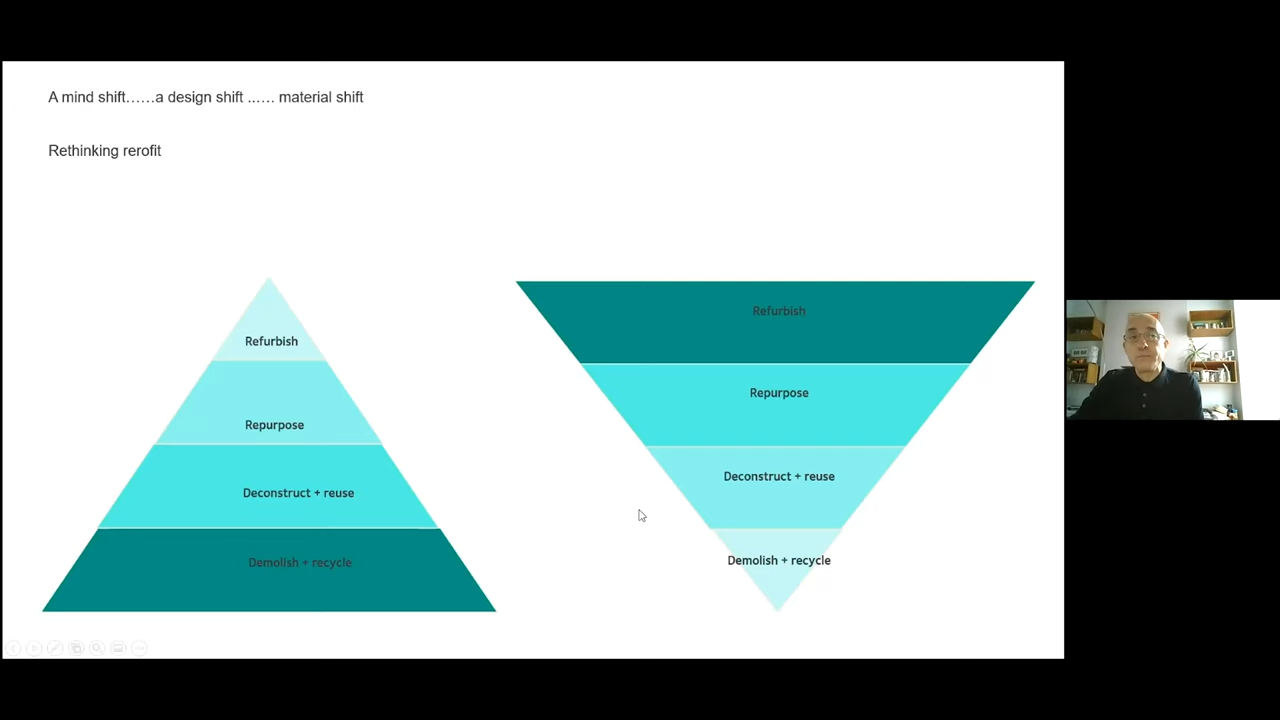 A mind shift……a design shift …… material shift
Rethinking rerofit
Refurbish
Repurpose
Deconstruct + reuse
Demolish + recycle
Refurbish
Repurpose
Deconstruct + reuse
Demolish + recycle